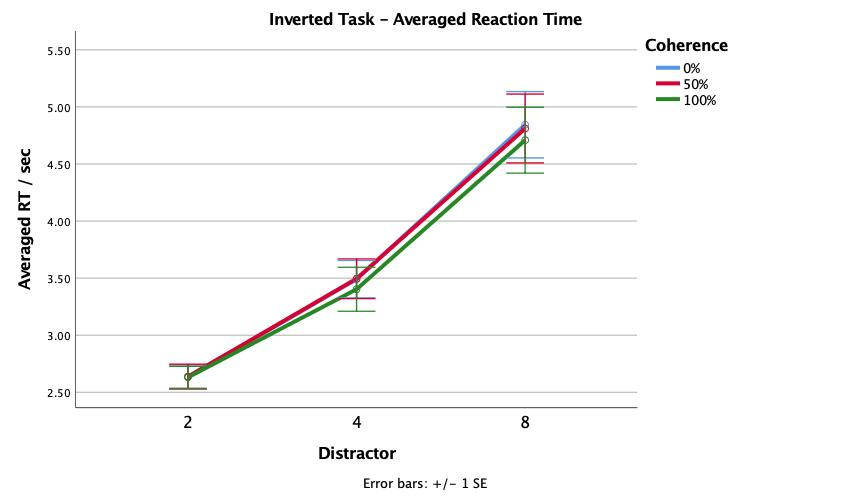 Inverted Task – Averaged Reaction Time
Coherence
0%
50%
100%
Averaged RT / sec
5.50
5.00
4.50
4.00
3.50
3.00
2.50
2 4 8
Distractor
Error bars: +/- 1 SE